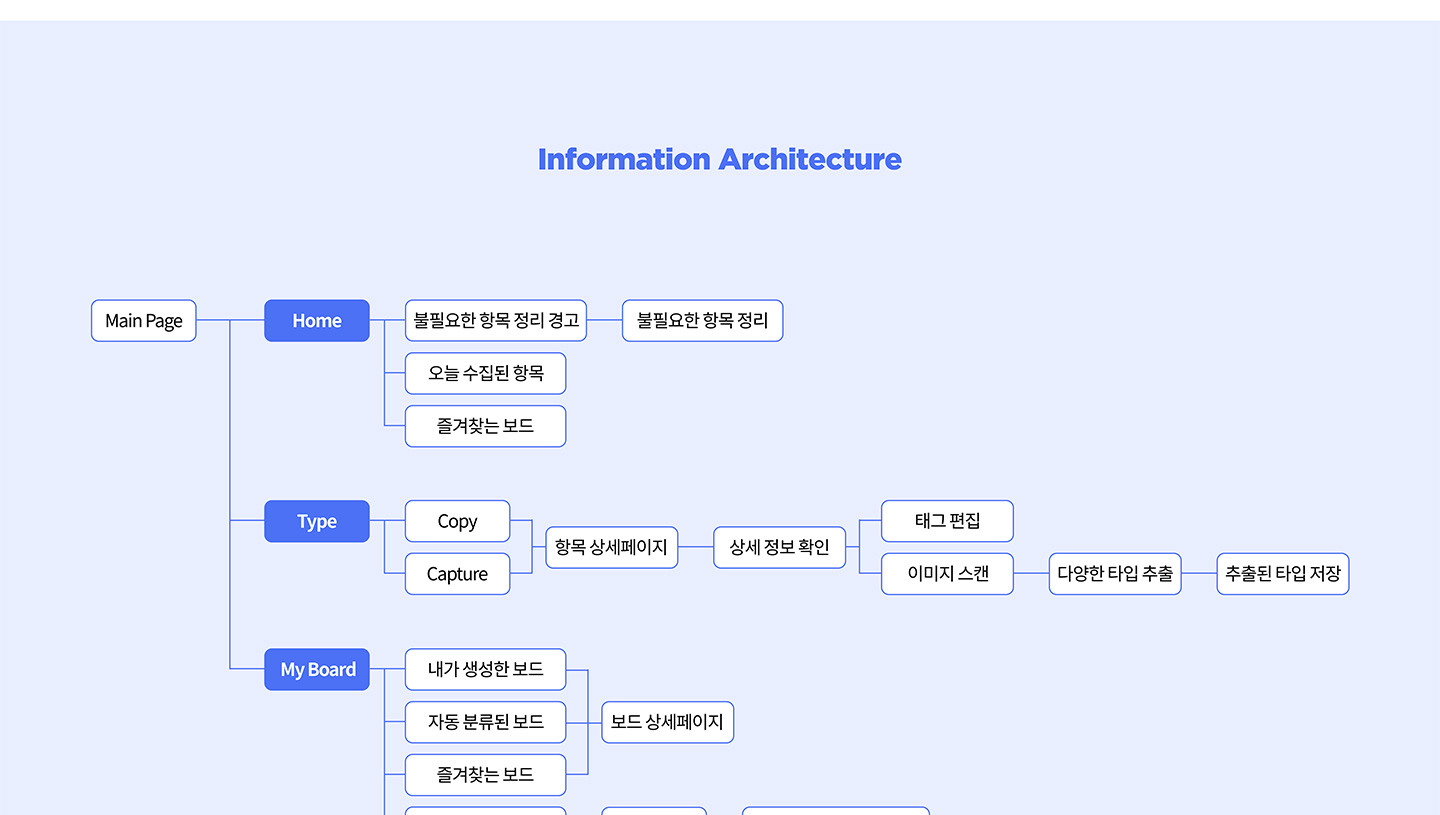 Information Architecture
Main Page
Home
불필요한 항목 정리 경고
불필요한 항목 정리
오늘 수집된 항목
즐겨찾는 보드
Type
Copy
Capture
항목 상세페이지
상세 정보 확인
태그 편집
이미지 스캔
다양한 타입 추출
추출된 타입 저장
My Board
내가 생성한 보드
자동 분류된 보드
즐겨찾는 보드
보드 상세페이지